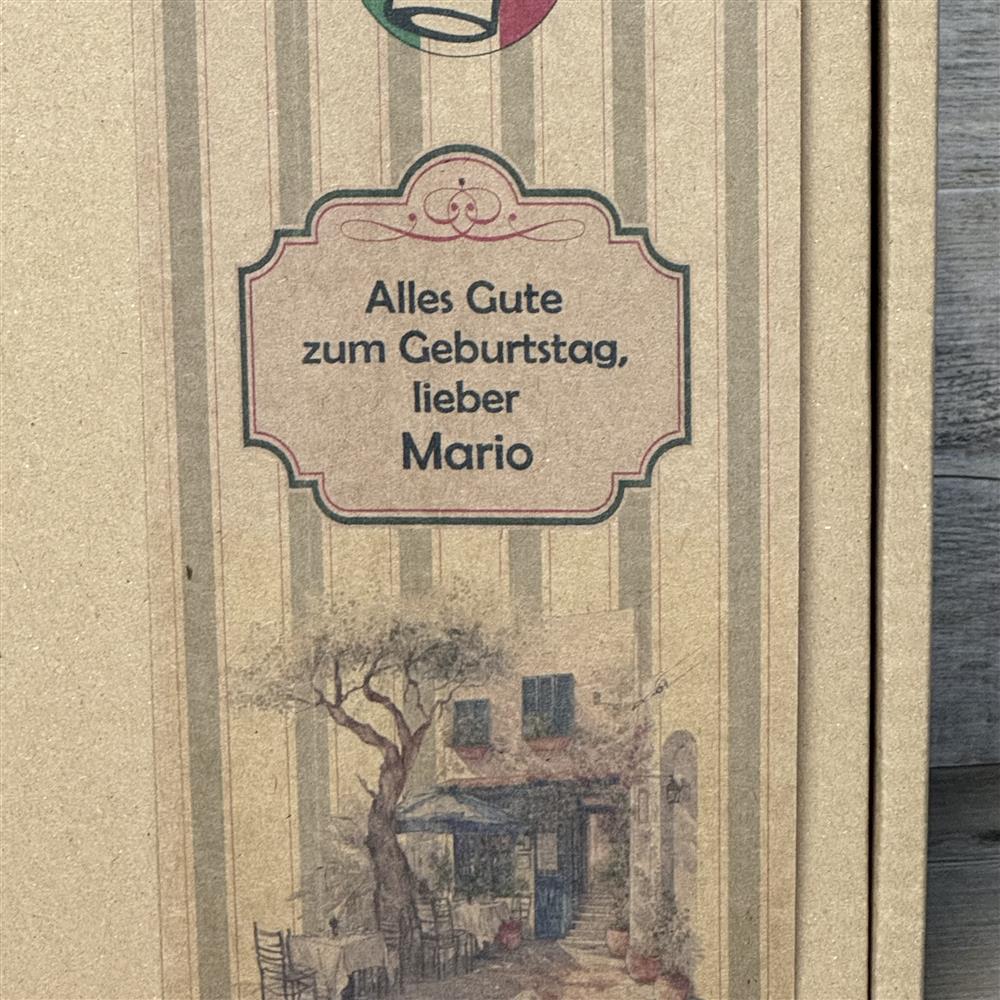 Alles Gute
zum Geburtstag,
lieber
Mario